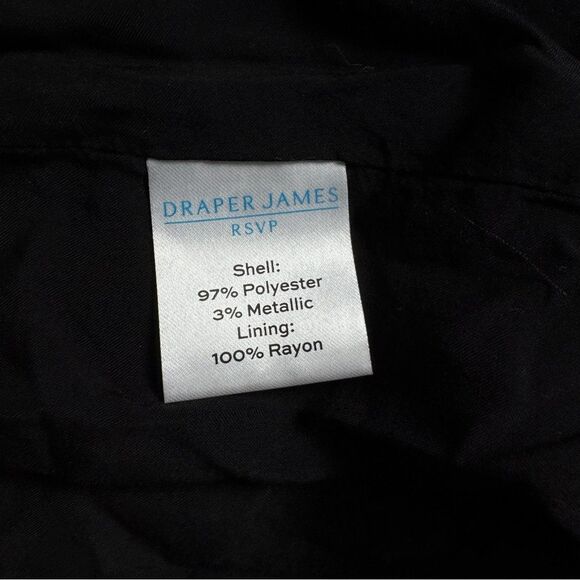 DRAPER JAMES
RSVP
Shell:
97% Polyester
3% Metallic
Lining:
100% Rayon